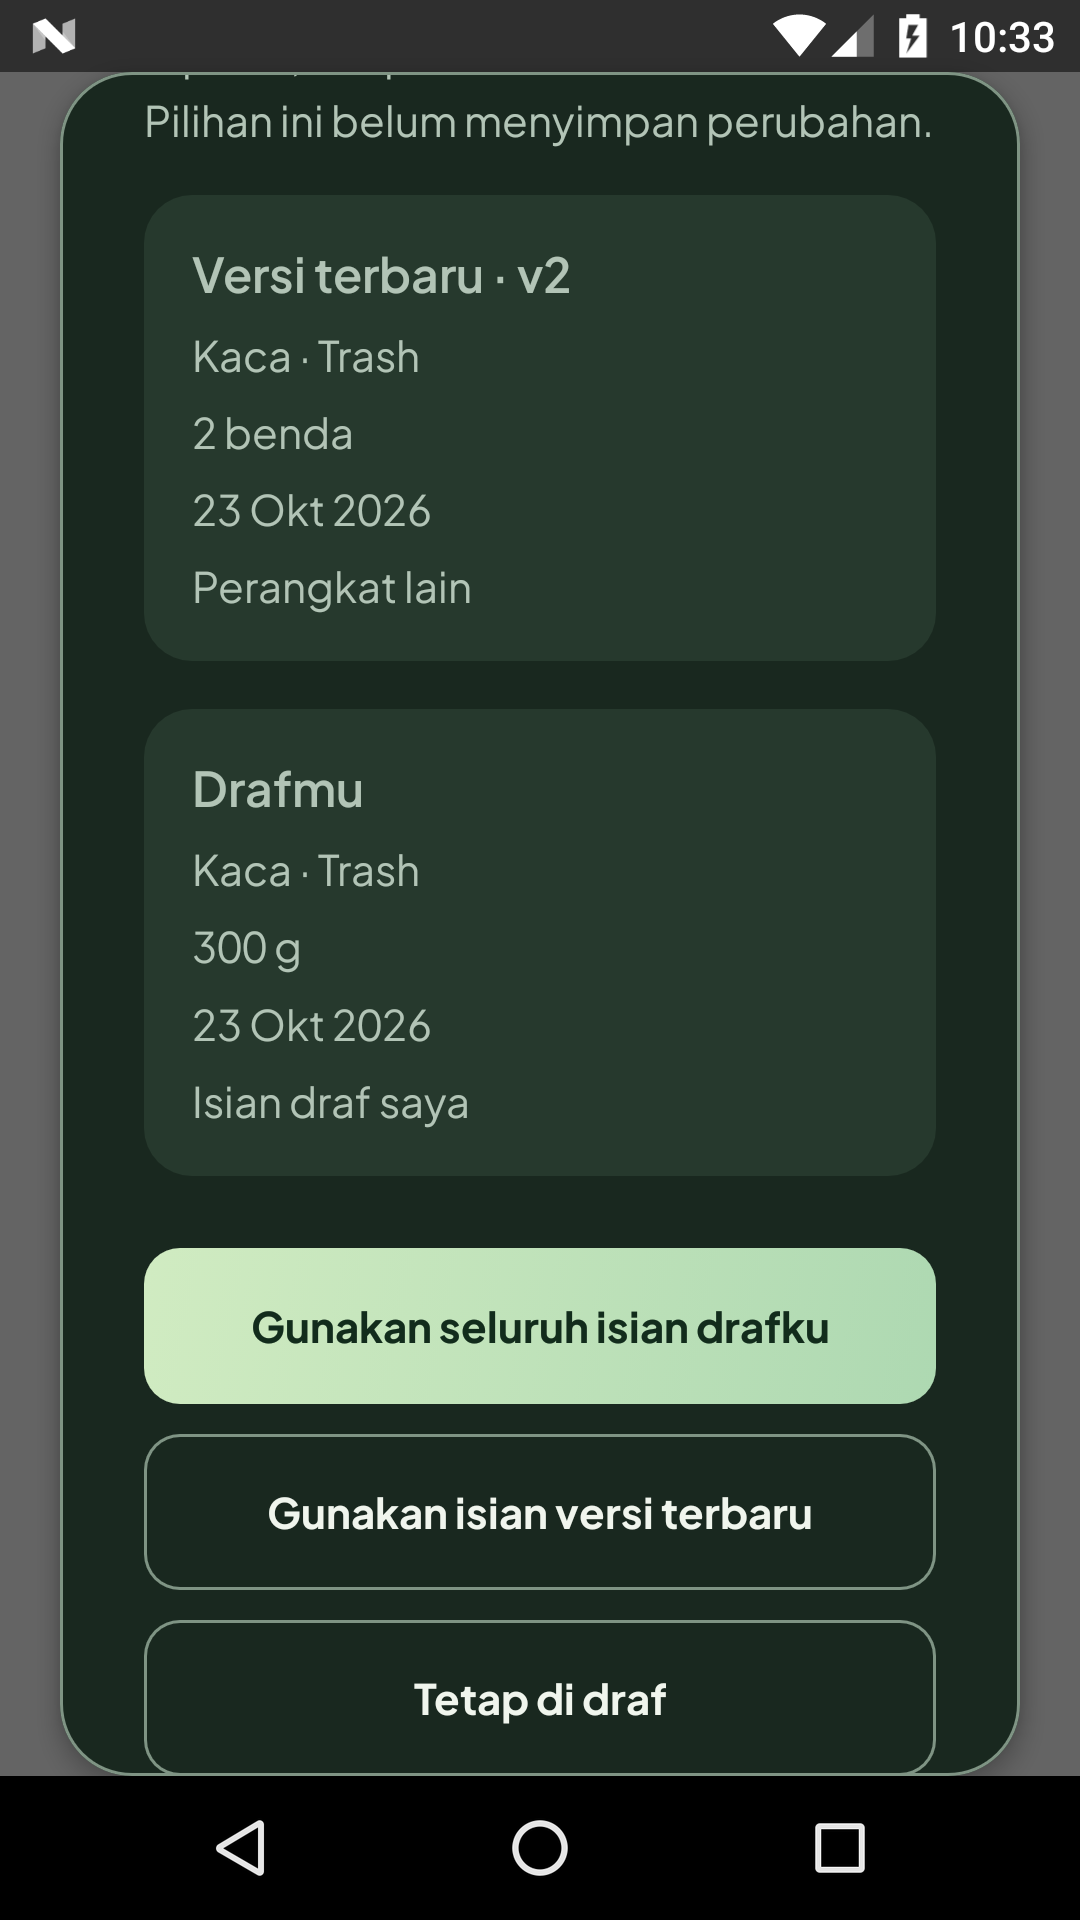 10:33
Pilihan ini belum menyimpan perubahan.
Versi terbaru · v2
Kaca · Trash
2 benda
23 Okt 2026
Perangkat lain
Drafmu
Kaca · Trash
300 g
23 Okt 2026
Isian draf saya
Gunakan seluruh isian drafku
Gunakan isian versi terbaru
Tetap di draf